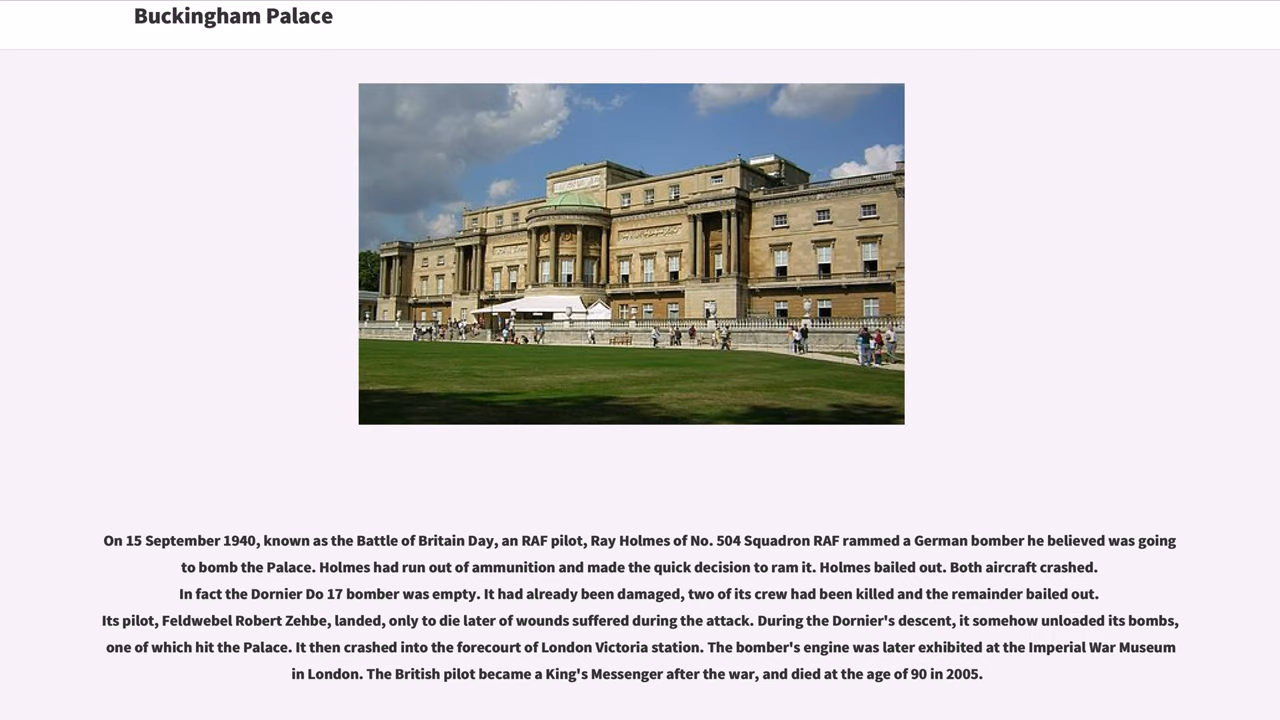 Buckingham Palace
On 15 September 1940, known as the Battle of Britain Day, an RAF pilot, Ray Holmes of No. 504 Squadron RAF rammed a German bomber he believed was going
to bomb the Palace. Holmes had run out of ammunition and made the quick decision to ram it. Holmes bailed out. Both aircraft crashed.
In fact the Dornier Do 17 bomber was empty. It had already been damaged, two of its crew had been killed and the remainder bailed out.
Its pilot, Feldwebel Robert Zehbe, landed, only to die later of wounds suffered during the attack. During the Dornier's descent, it somehow unloaded its bombs,
one of which hit the Palace. It then crashed into the forecourt of London Victoria station. The bomber's engine was later exhibited at the Imperial War Museum
in London. The British pilot became a King's Messenger after the war, and died at the age of 90 in 2005.